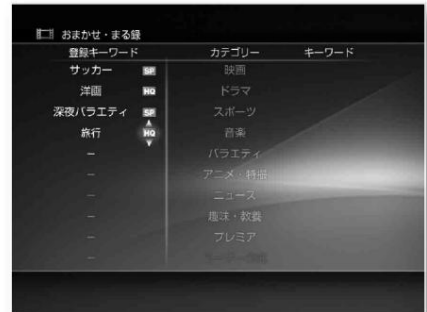 おまかせ・まる録
登録キーワード カテゴリー キーワード
サッカー SP 映画
洋画 HQ ドラマ
深夜バラエティ SP スポーツ
旅行 HQ 音楽
– バラエティ
– アニメ・特撮
– ニュース
– 趣味・教養
– プレミア
–